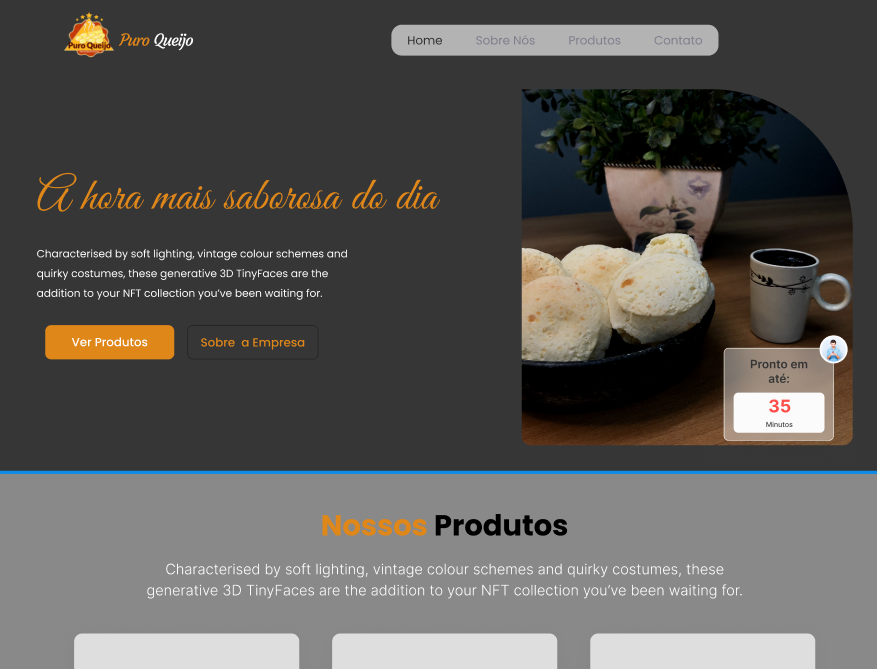 Puro Queijo
Puro Queijo
Home Sobre Nós Produtos Contato
A hora mais saborosa do dia
Characterised by soft lighting, vintage colour schemes and
quirky costumes, these generative 3D TinyFaces are the
addition to your NFT collection you’ve been waiting for.
Ver Produtos Sobre a Empresa
Pronto em
até:
35
Minutos
Nossos Produtos
Characterised by soft lighting, vintage colour schemes and quirky costumes, these
generative 3D TinyFaces are the addition to your NFT collection you’ve been waiting for.